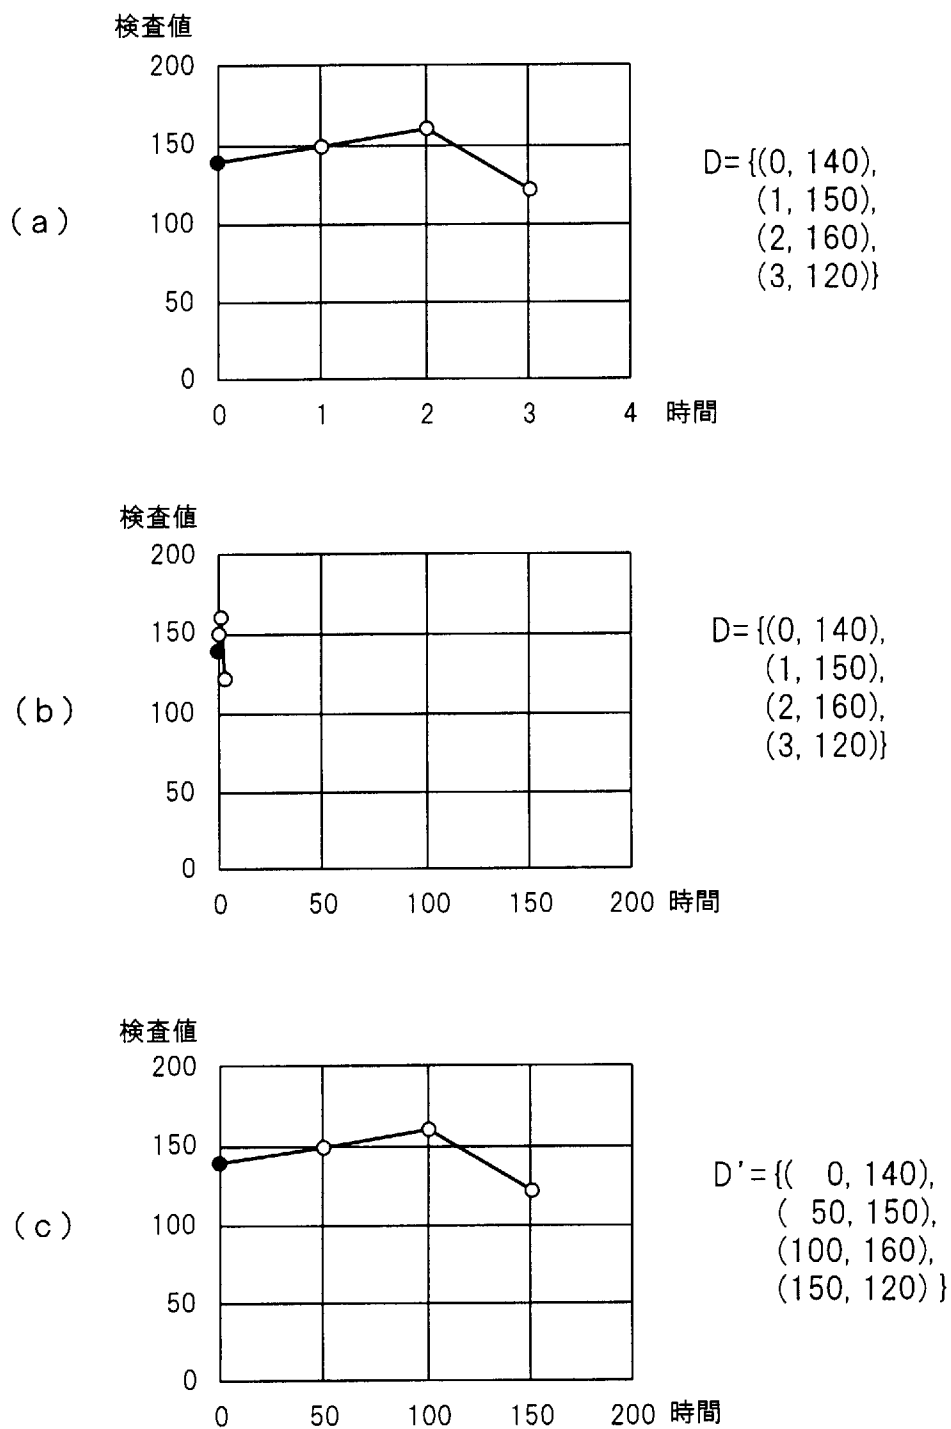 検査値
200
150
100
50
0
0 1 2 3 4 時間
(a)
D={(0, 140),
(1, 150),
(2, 160),
(3, 120)}
検査値
200
150
100
50
0
0 50 100 150 200 時間
(b)
D={(0, 140),
(1, 150),
(2, 160),
(3, 120)}
検査値
200
150
100
50
0
0 50 100 150 200 時間
(c)
D'={( 0, 140),
( 50, 150),
(100, 160),
(150, 120)}